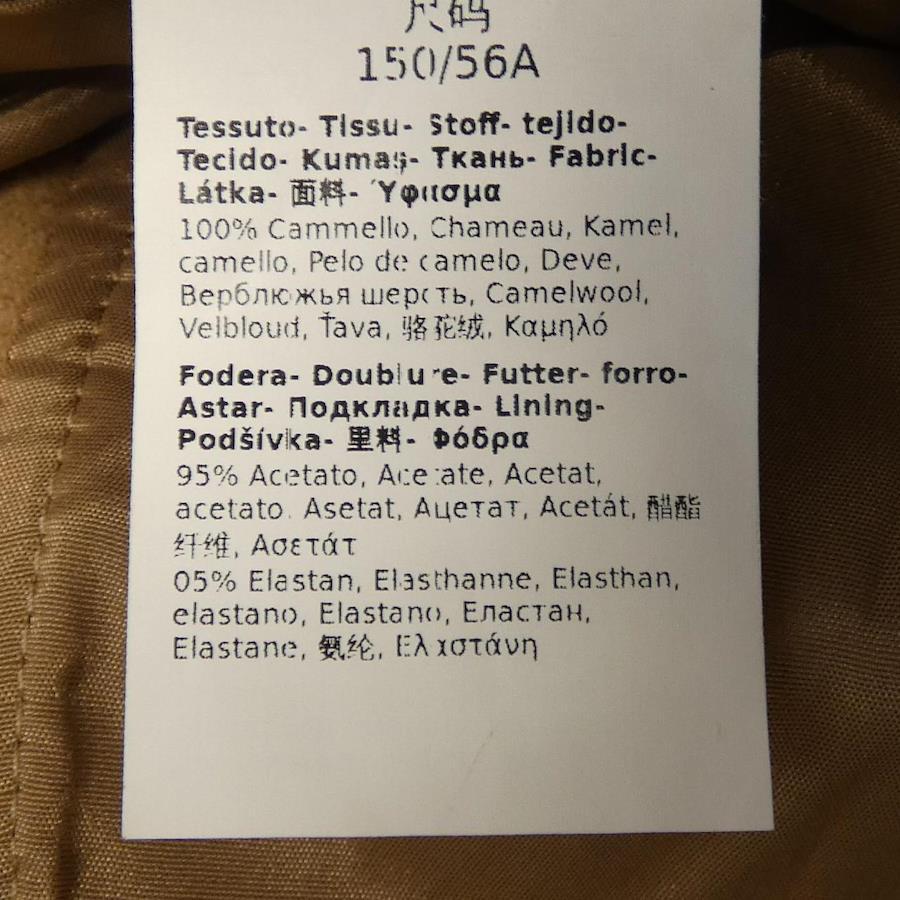 尺码
150/56A
Tessuto- Tissu- Stoff- tejido-
Tecido- Kumaş- Ткань- Fabric-
Látka- 面料- Ύφασμα
100% Cammello, Chameau, Kamel,
camello, Pelo de camelo, Deve,
Верблюжья шерсть, Camelwool,
Velbloud, Ťava, 骆驼绒, Καμηλό
Fodera- Doublure- Futter- forro-
Astar- Подкладка- Lining-
Podšívka- 里料- Φόδρα
95% Acetato, Acetate, Acetat,
acetato. Asetat, Ацетат, Acetát, 醋酯
纤维, Ασετάτ
05% Elastan, Elasthanne, Elasthan,
elastano, Elastano, Еластан,
Elastane, 氨纶, Ελαστάνη